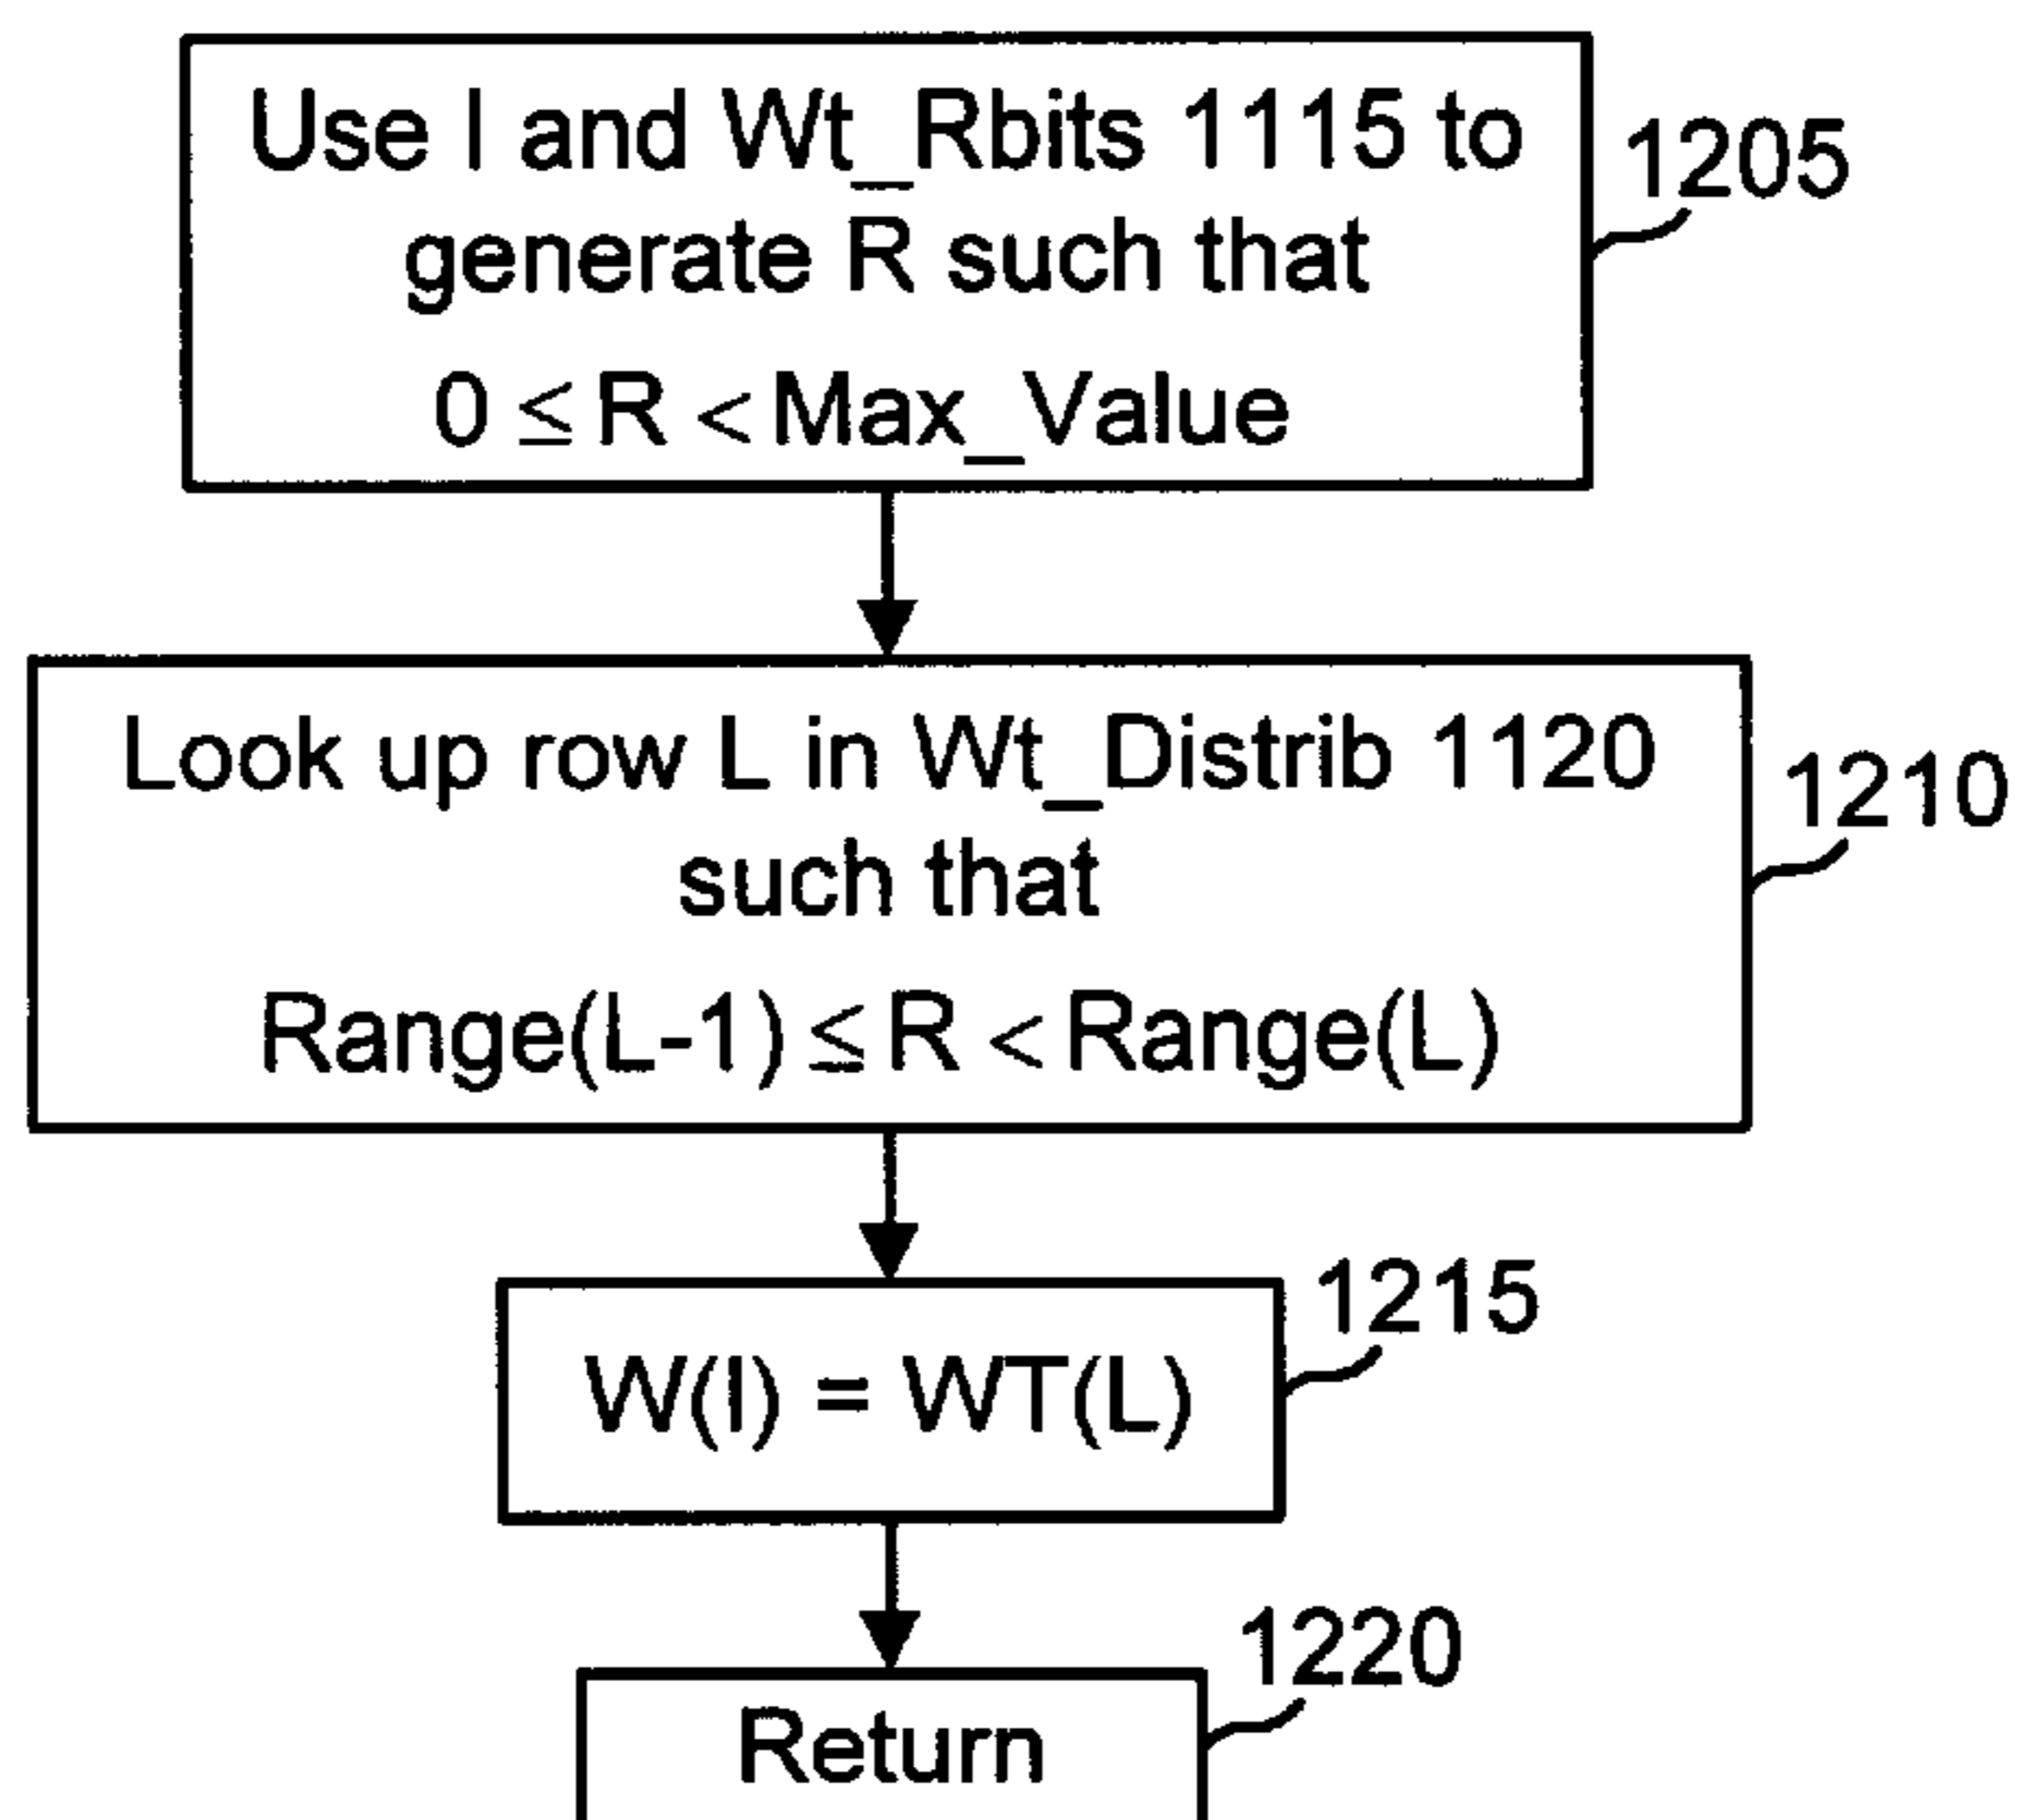 Use I and Wt_Rbits 1115 to
generate R such that
0 ≤ R < Max_Value
1205
Look up row L in Wt_Distrib 1120
such that
Range(L-1) ≤ R < Range(L)
1210
W(I) = WT(L)
1215
Return
1220